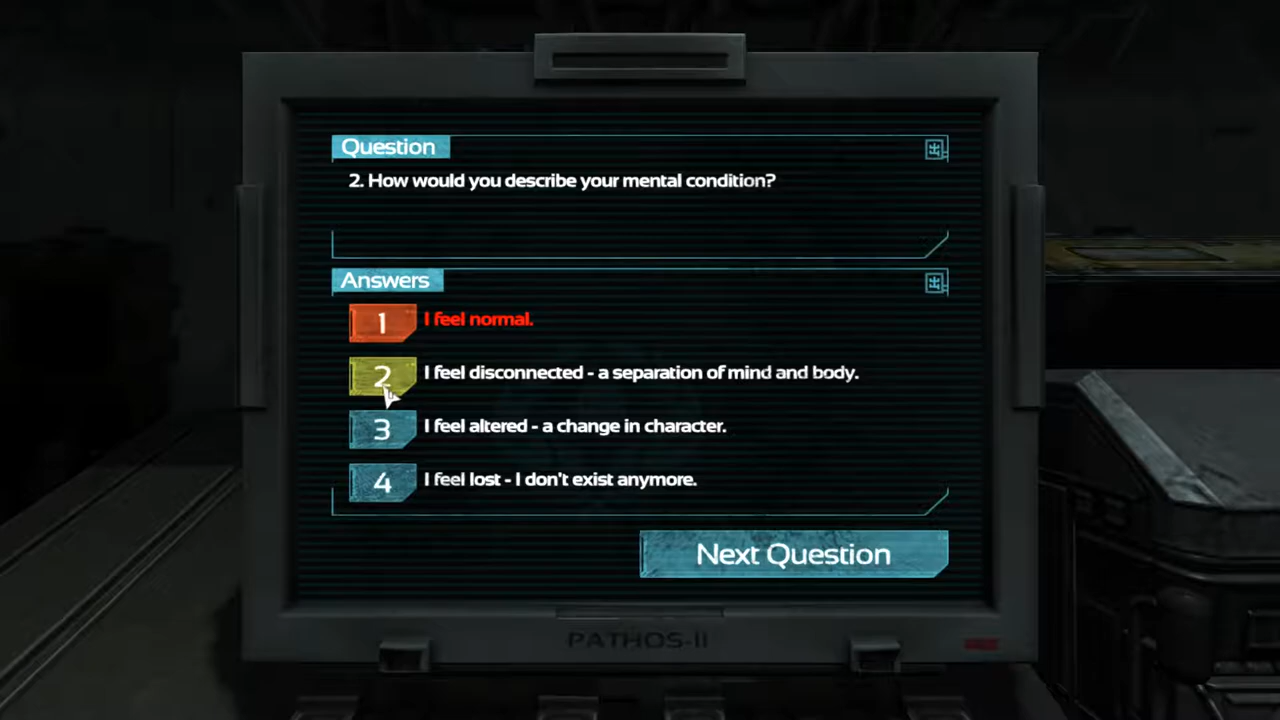 Question
2. How would you describe your mental condition?
Answers
1 I feel normal.
2 I feel disconnected - a separation of mind and body.
3 I feel altered - a change in character.
4 I feel lost - I don't exist anymore.
Next Question
PATHOS-II